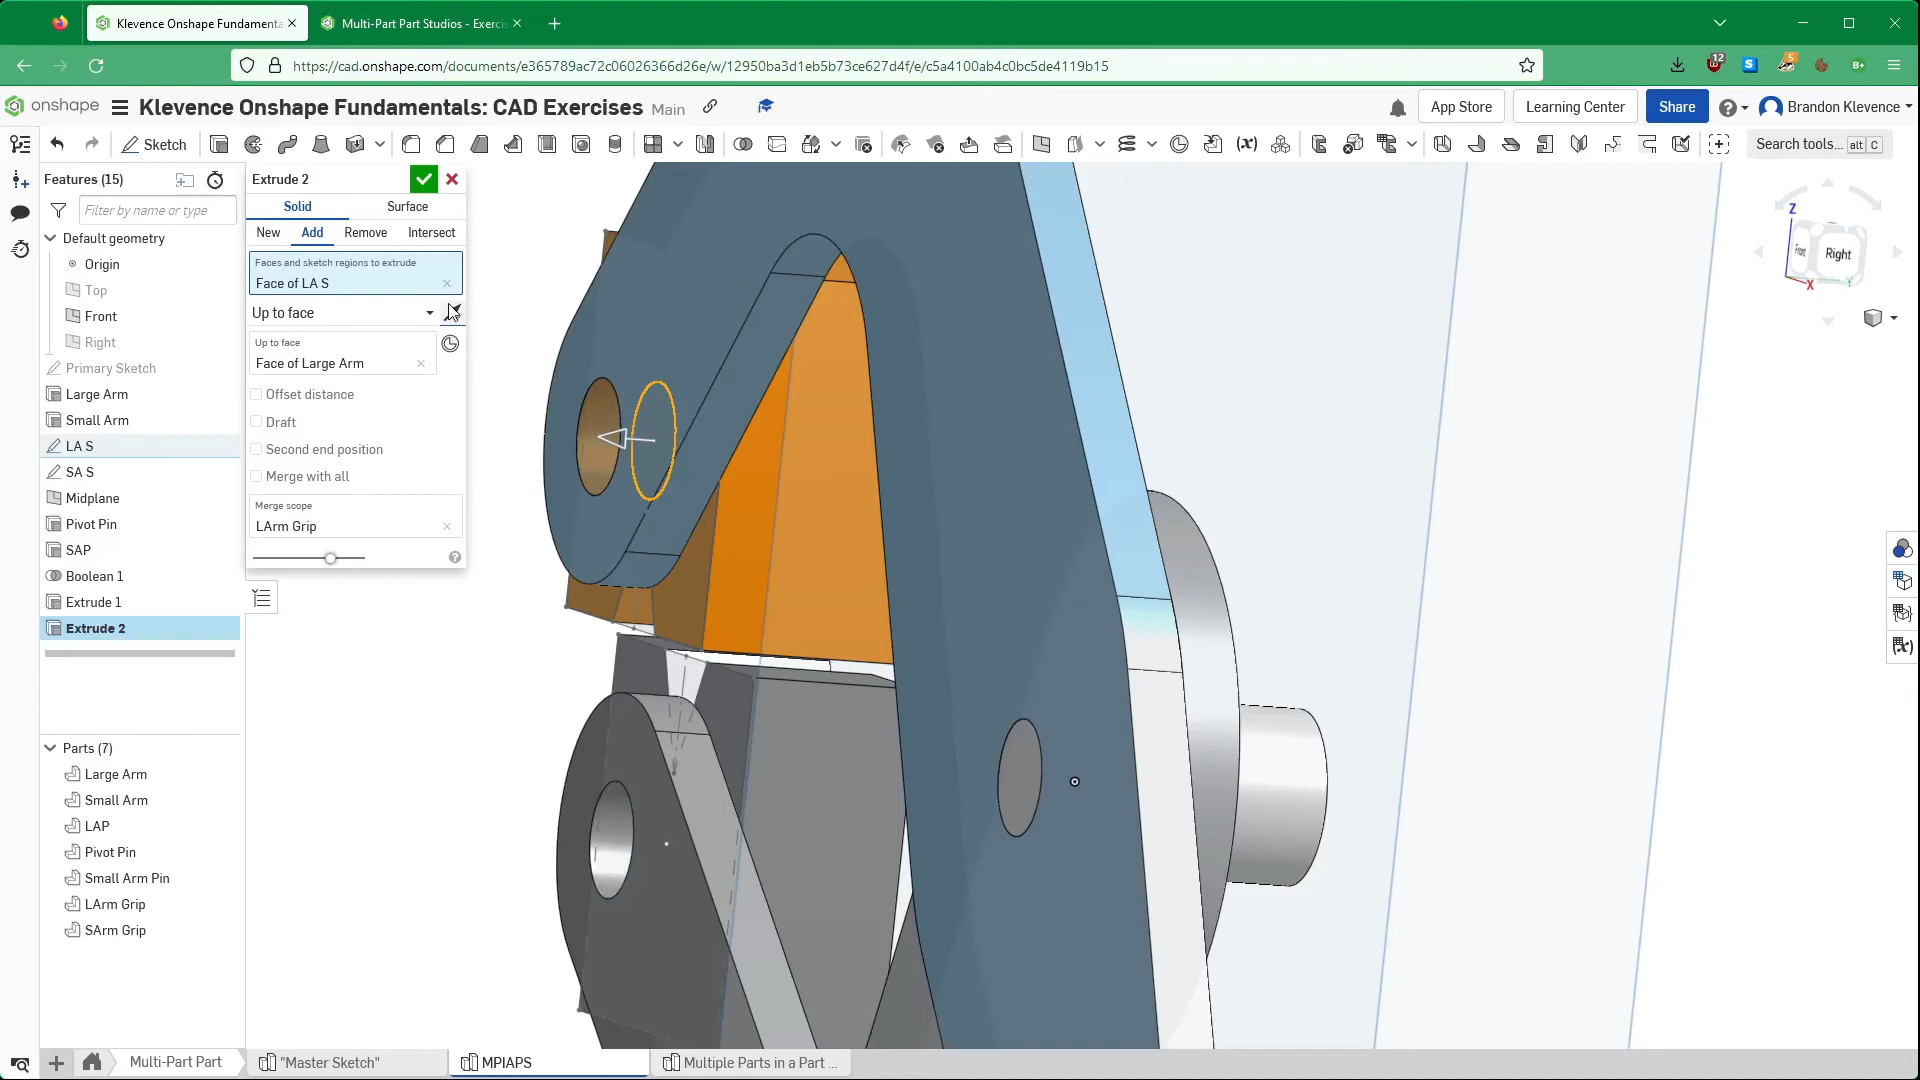 Klevence Onshape Fundamenta
Multi-Part Part Studios - Exerci
https://cad.onshape.com/documents/e365789ac72c06026366d26e/w/12950ba3d1eb5b73ce627d4f/e/c5a4100ab4c0bc5de4119b15
12
5
S
B+
onshape
Klevence Onshape Fundamentals: CAD Exercises
Main
App Store
Learning Center
Share
Brandon Klevence
Sketch
Search tools...
alt
C
Features (15)
Filter by name or type
Default geometry
Origin
Top
Front
Right
Primary Sketch
Large Arm
Small Arm
LA S
SA S
Midplane
Pivot Pin
SAP
Boolean 1
Extrude 1
Extrude 2
Parts (7)
Large Arm
Small Arm
LAP
Pivot Pin
Small Arm Pin
LArm Grip
SArm Grip
Extrude 2
Solid
Surface
New
Add
Remove
Intersect
Faces and sketch regions to extrude
Face of LA S
Up to face
Up to face
Face of Large Arm
Offset distance
Draft
Second end position
Merge with all
Merge scope
LArm Grip
Z
Front
Right
X
Y
Multi-Part Part
"Master Sketch"
MPIAPS
Multiple Parts in a Part ...